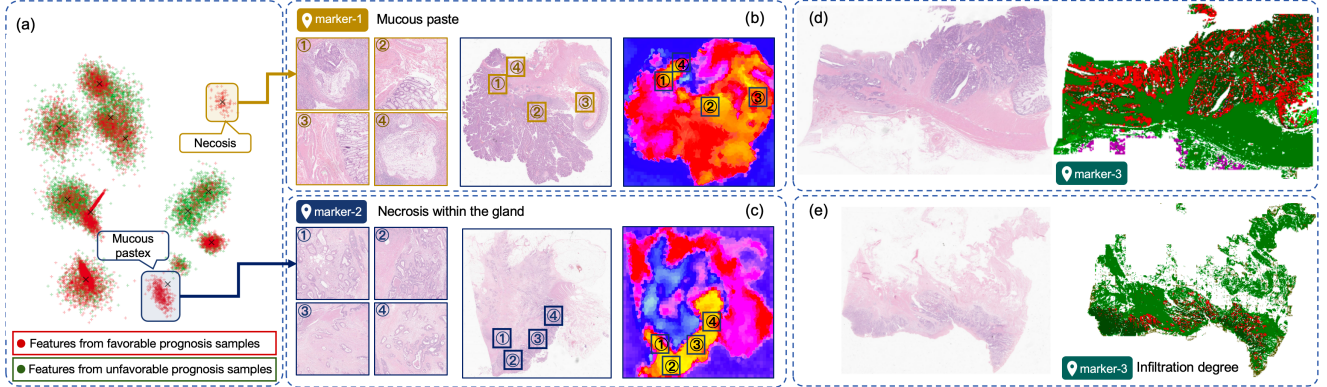 (a)
Necosis
Mucous
pastex
Features from favorable prognosis samples
Features from unfavorable prognosis samples
marker-1
Mucous paste
(b)
①
②
③
④
①
④
②
③
①
④
②
③
marker-2
Necrosis within the gland
(c)
①
②
③
④
④
①
③
②
④
①
③
②
(d)
marker-3
(e)
marker-3
Infiltration degree